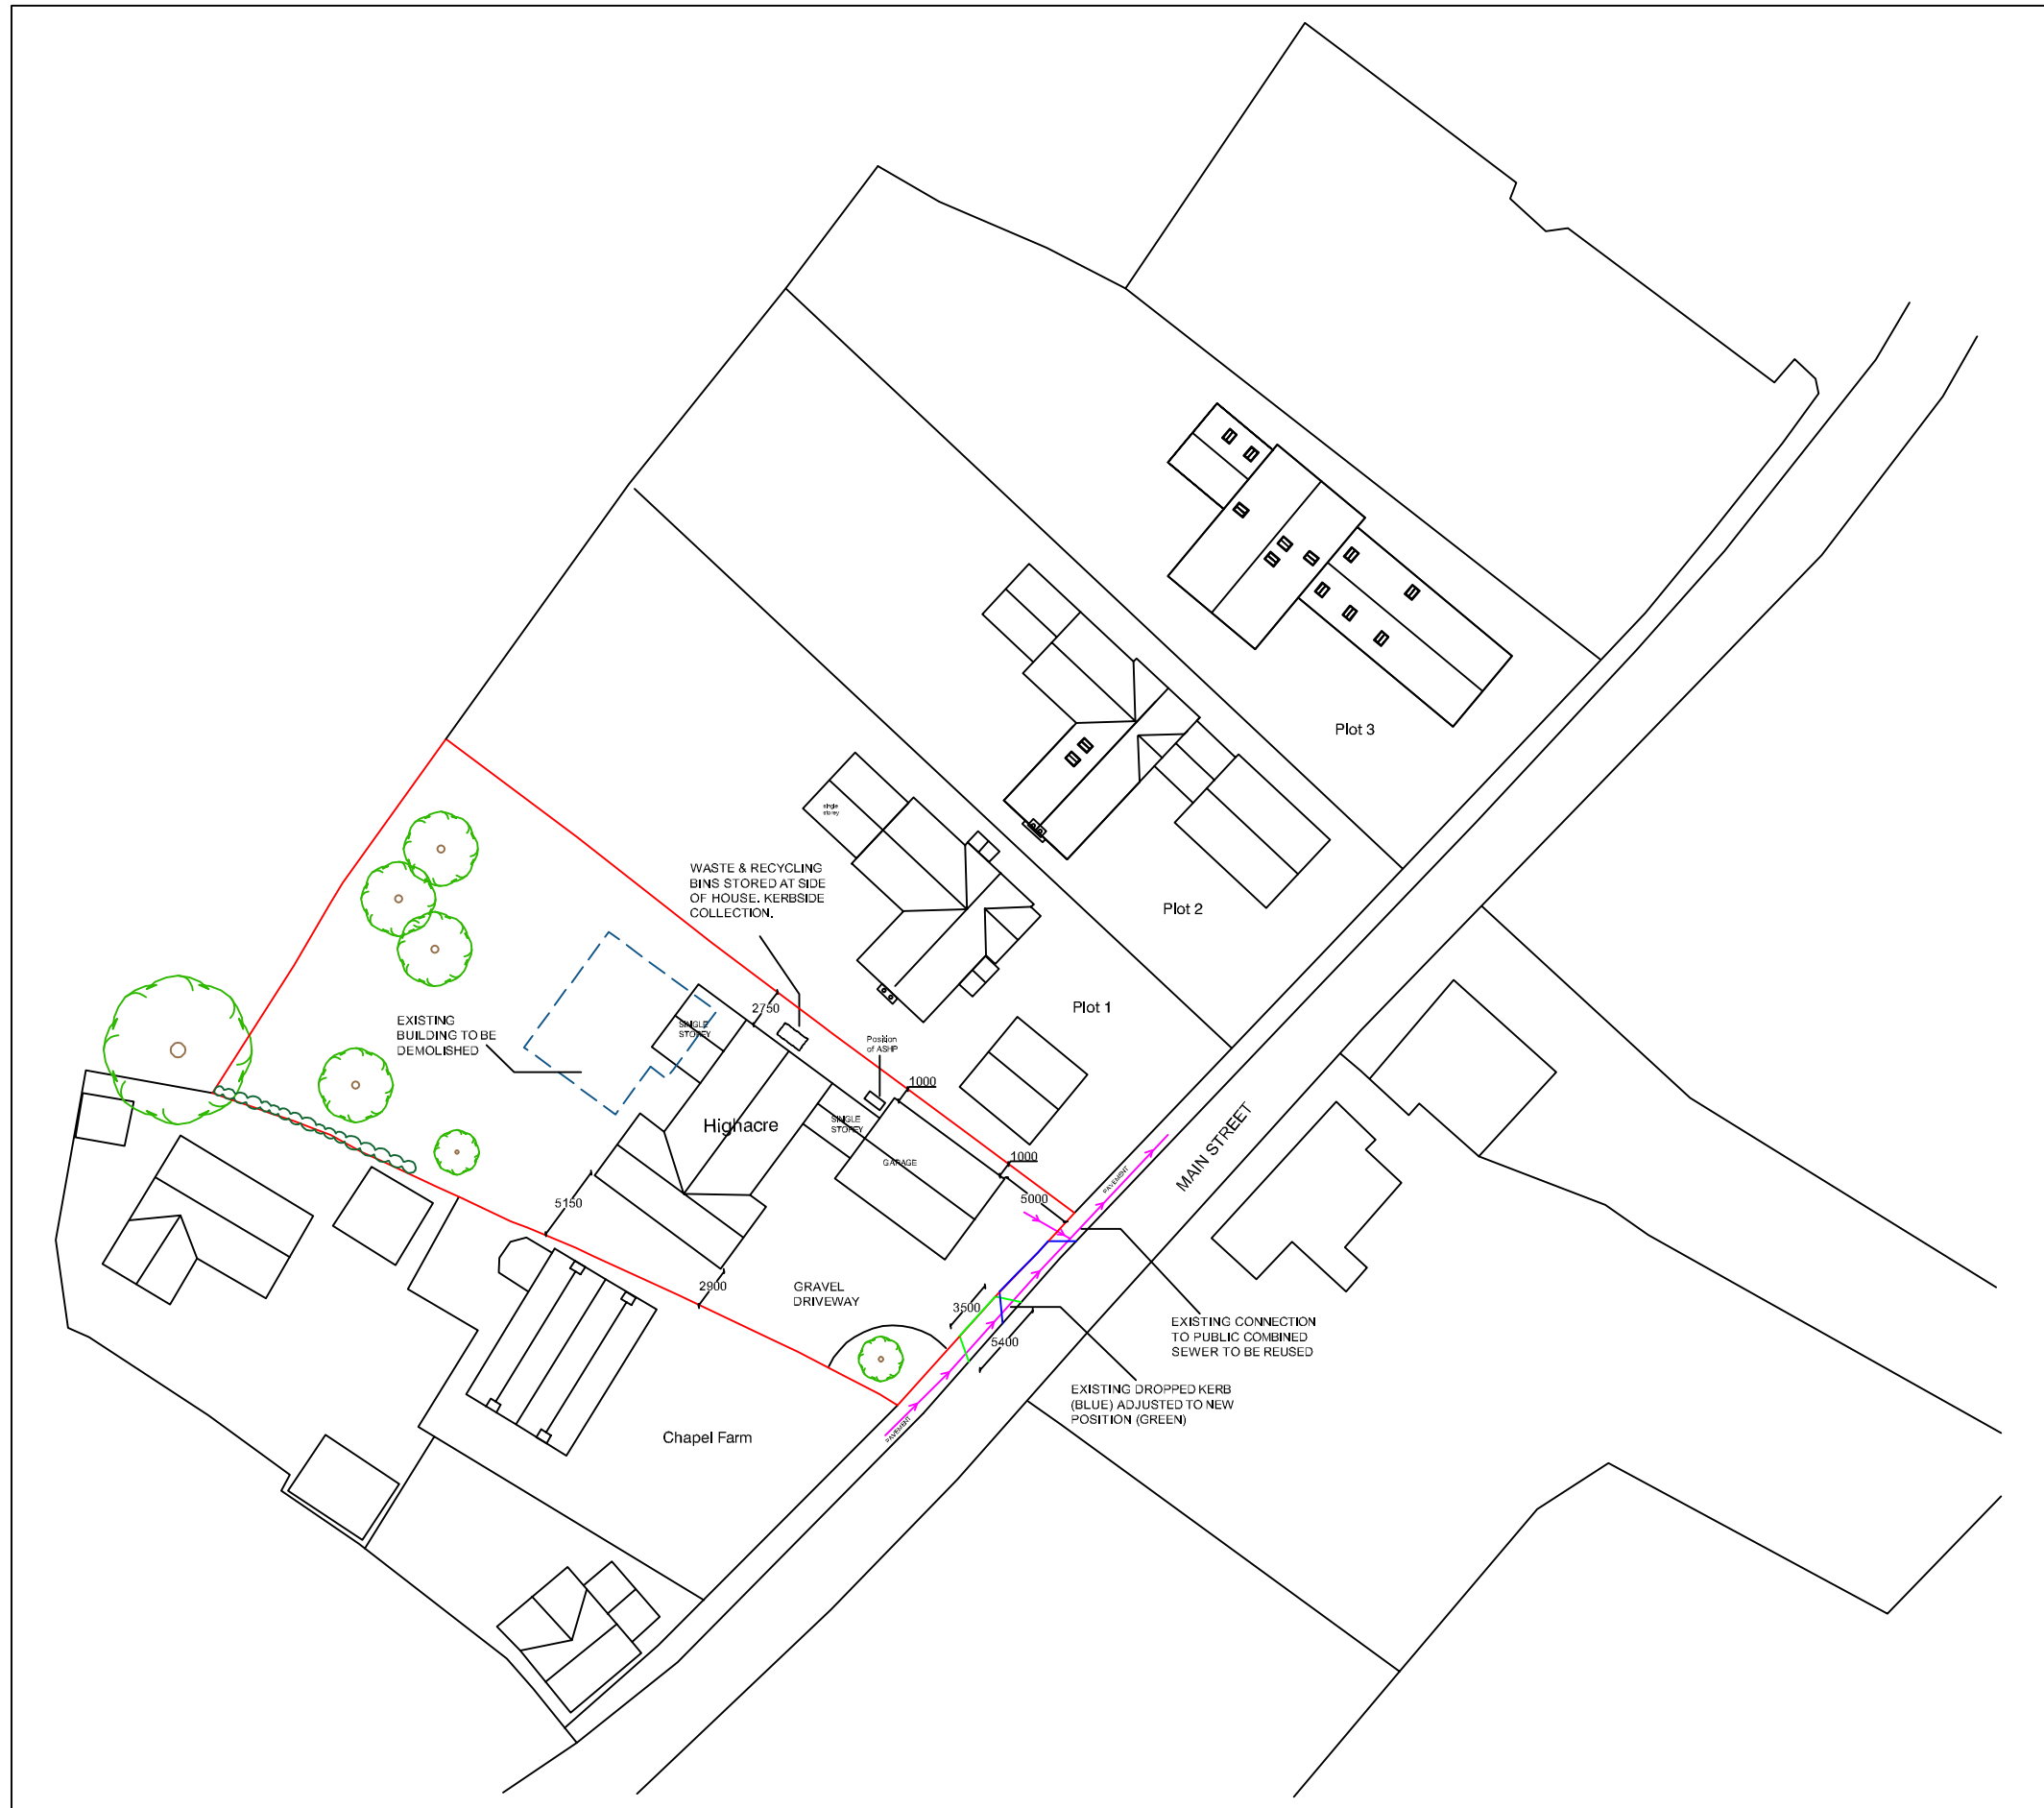 Plot 3
single
storey
WASTE & RECYCLING
BINS STORED AT SIDE
OF HOUSE. KERBSIDE
COLLECTION.
Plot 2
Plot 1
2750
EXISTING
BUILDING TO BE
DEMOLISHED
SINGLE
STOREY
Position
of ASHP
1000
Highacre
SINGLE
STOREY
GARAGE
1000
MAIN STREET
PAVEMENT
5150
5000
2900
GRAVEL
DRIVEWAY
3500
5400
EXISTING CONNECTION
TO PUBLIC COMBINED
SEWER TO BE REUSED
EXISTING DROPPED KERB
(BLUE) ADJUSTED TO NEW
POSITION (GREEN)
PAVEMENT
Chapel Farm